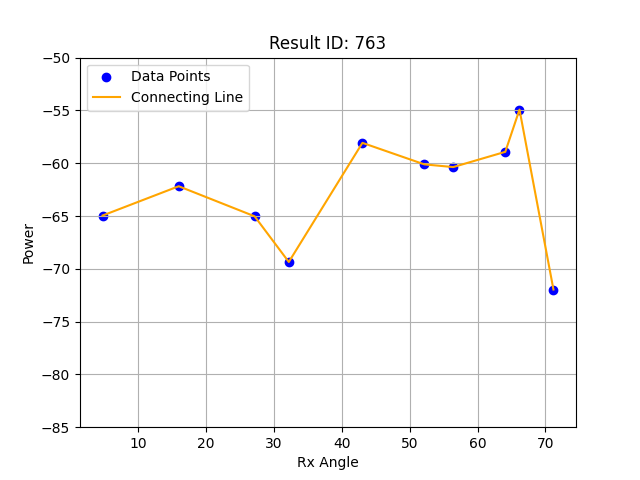 Result ID: 763
Data Points
Connecting Line
Power
−50
−55
−60
−65
−70
−75
−80
−85
10 20 30 40 50 60 70
Rx Angle